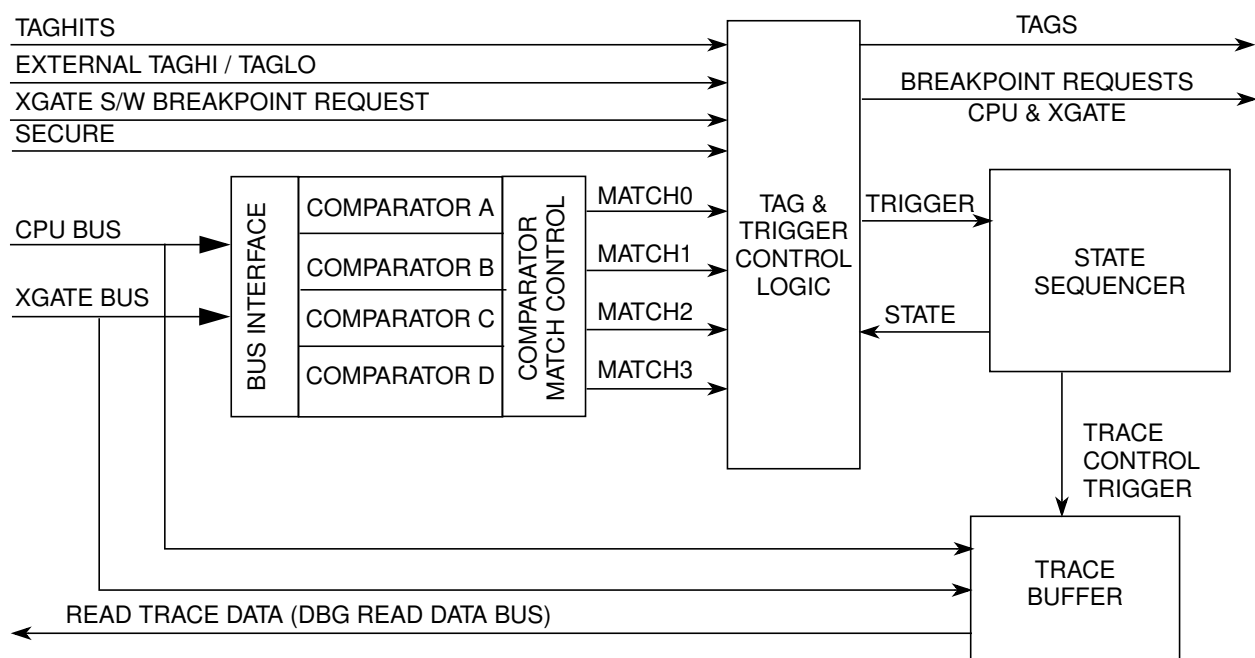 TAGHITS
EXTERNAL TAGHI / TAGLO
XGATE S/W BREAKPOINT REQUEST
SECURE
TAGS
BREAKPOINT REQUESTS
CPU & XGATE
CPU BUS
XGATE BUS
BUS INTERFACE
COMPARATOR A
COMPARATOR B
COMPARATOR C
COMPARATOR D
COMPARATOR
MATCH CONTROL
MATCH0
MATCH1
MATCH2
MATCH3
TAG &
TRIGGER
CONTROL
LOGIC
TRIGGER
STATE
STATE
SEQUENCER
TRACE
CONTROL
TRIGGER
TRACE
BUFFER
READ TRACE DATA (DBG READ DATA BUS)